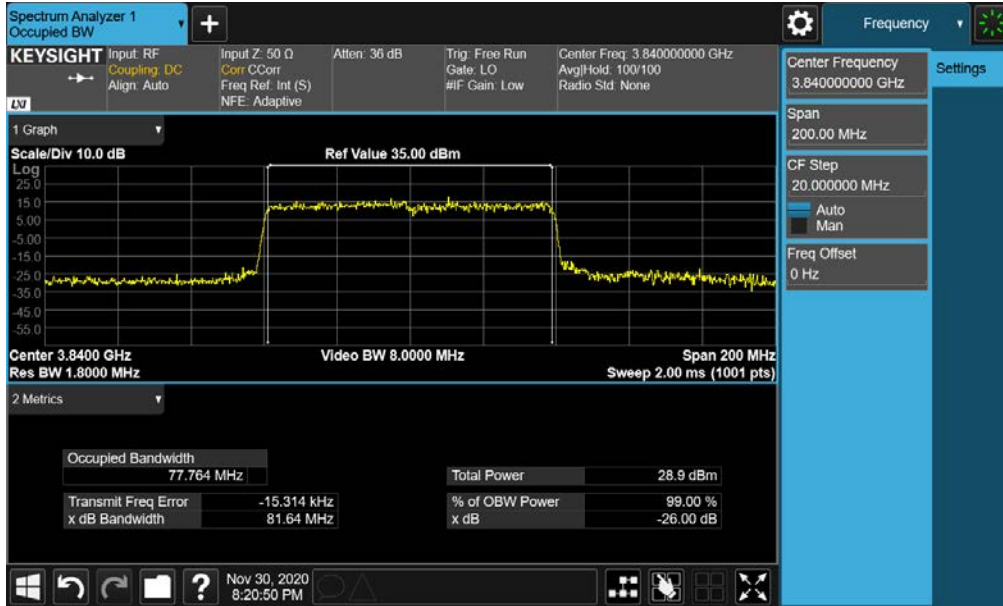 Spectrum Analyzer 1
Occupied BW
Frequency
KEYSIGHT
LXI
Input: RF
Coupling: DC
Align: Auto
Input Z: 50 Ω
Corr CCorr
Freq Ref: Int (S)
NFE: Adaptive
Atten: 36 dB
Trig: Free Run
Gate: LO
#IF Gain: Low
Center Freq: 3.840000000 GHz
Avg|Hold: 100/100
Radio Std: None
Center Frequency
3.840000000 GHz
Settings
Span
200.00 MHz
CF Step
20.000000 MHz
Auto
Man
Freq Offset
0 Hz
1 Graph
Scale/Div 10.0 dB
Ref Value 35.00 dBm
Log
25.0
15.0
5.00
-5.00
-15.0
-25.0
-35.0
-45.0
-55.0
Center 3.8400 GHz
Video BW 8.0000 MHz
Span 200 MHz
Res BW 1.8000 MHz
Sweep 2.00 ms (1001 pts)
2 Metrics
Occupied Bandwidth
77.764 MHz
Total Power 28.9 dBm
Transmit Freq Error -15.314 kHz
% of OBW Power 99.00 %
x dB Bandwidth 81.64 MHz
x dB -26.00 dB
?
Nov 30, 2020
8:20:50 PM